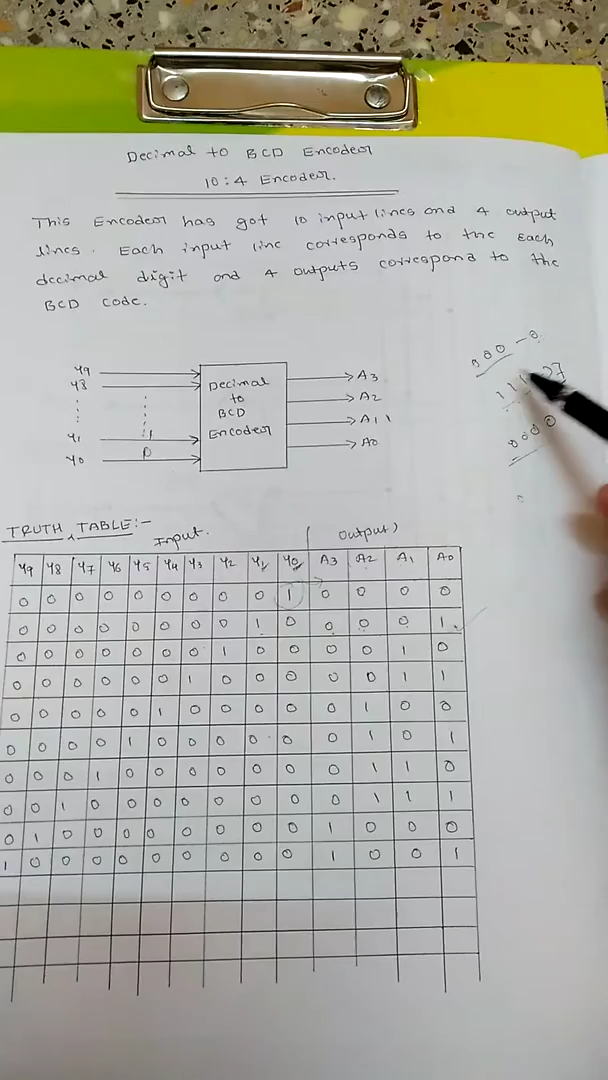 Decimal to BCD Encoder
10:4 Encoder.
This Encoder has got 10 input lines and 4 output
lines. Each input line corresponds to the each
decimal digit and 4 outputs correspond to the
BCD code.
Y9
Y8
Y1 1
Y0 0
Decimal
to
BCD
Encoder
A3
A2
A1
A0
000-0
0000
TRUTH TABLE:-
Input. Output
Y9 Y8 Y7 Y6 Y5 Y4 Y3 Y2 Y1 Y0 A3 A2 A1 A0
0 0 0 0 0 0 0 0 0 1 0 0 0 0
0 0 0 0 0 0 0 0 1 0 0 0 0 1
0 0 0 0 0 0 0 1 0 0 0 0 1 0
0 0 0 0 0 0 1 0 0 0 0 0 1 1
0 0 0 0 0 1 0 0 0 0 0 1 0 0
0 0 0 0 1 0 0 0 0 0 0 1 0 1
0 0 0 1 0 0 0 0 0 0 0 1 1 0
0 0 1 0 0 0 0 0 0 0 0 1 1 1
0 1 0 0 0 0 0 0 0 0 1 0 0 0
1 0 0 0 0 0 0 0 0 0 1 0 0 1